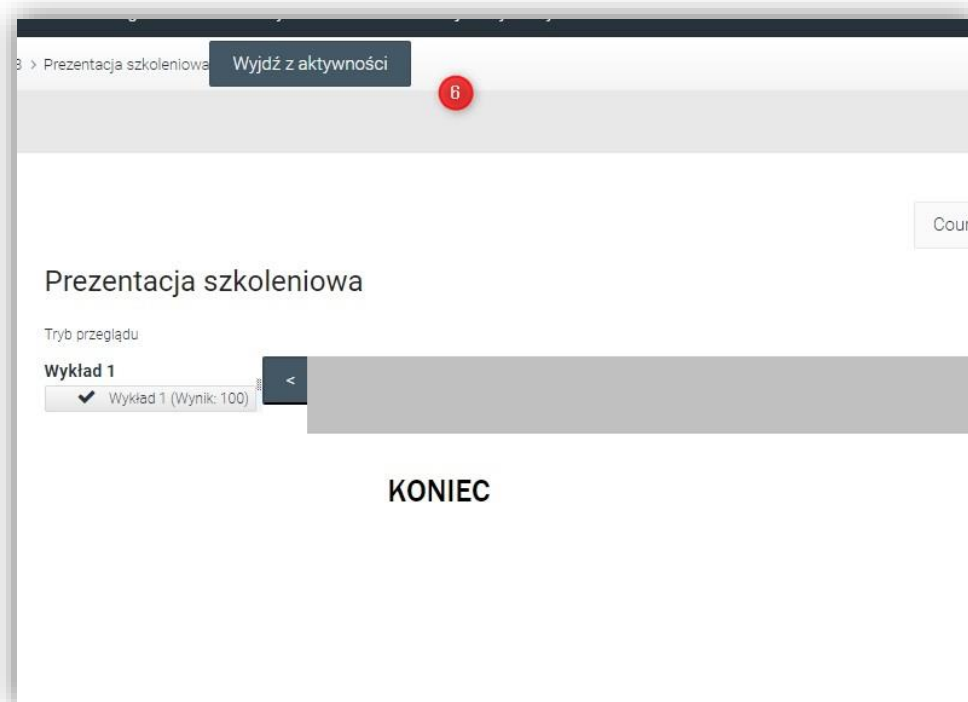 > Prezentacja szkoleniowa Wyjdź z aktywności
6
Prezentacja szkoleniowa
Tryb przeglądu
Wykład 1
<
✔ Wykład 1 (Wynik: 100)
KONIEC